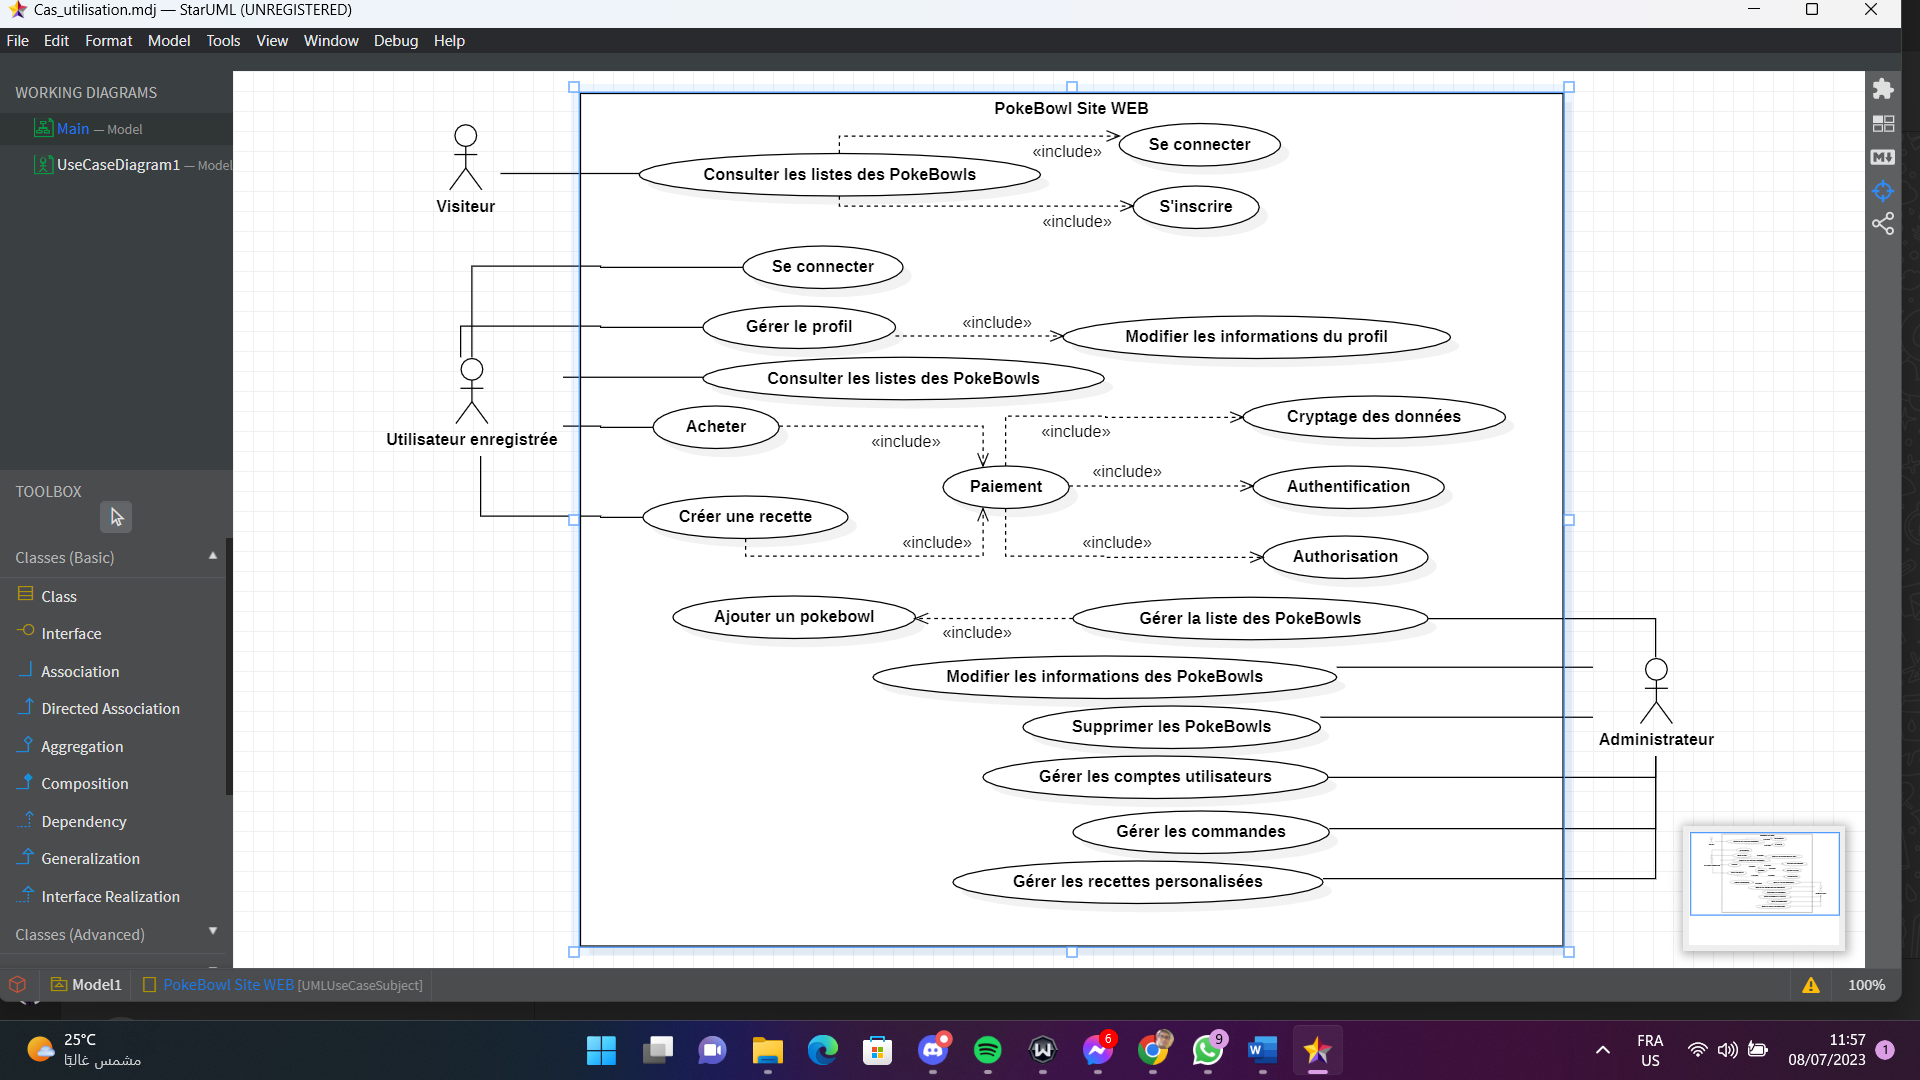 Cas_utilisation.mdj — StarUML (UNREGISTERED)
File Edit Format Model Tools View Window Debug Help
WORKING DIAGRAMS
Main — Model
UseCaseDiagram1 — Model
TOOLBOX
Classes (Basic)
Class
Interface
Association
Directed Association
Aggregation
Composition
Dependency
Generalization
Interface Realization
Classes (Advanced)
PokeBowl Site WEB
Visiteur
Consulter les listes des PokeBowls
«include»
Se connecter
«include»
S'inscrire
Se connecter
Gérer le profil
«include»
Modifier les informations du profil
Consulter les listes des PokeBowls
Utilisateur enregistrée
Acheter
«include»
«include»
Cryptage des données
Paiement
«include»
Authentification
Créer une recette
«include»
«include»
Authorisation
Ajouter un pokebowl
«include»
Gérer la liste des PokeBowls
Modifier les informations des PokeBowls
Supprimer les PokeBowls
Administrateur
Gérer les comptes utilisateurs
Gérer les commandes
Gérer les recettes personalisées
Model1
PokeBowl Site WEB [UMLUseCaseSubject]
100%
25°C
مشمس غالبًا
6
9
FRA
US
11:57
08/07/2023
1